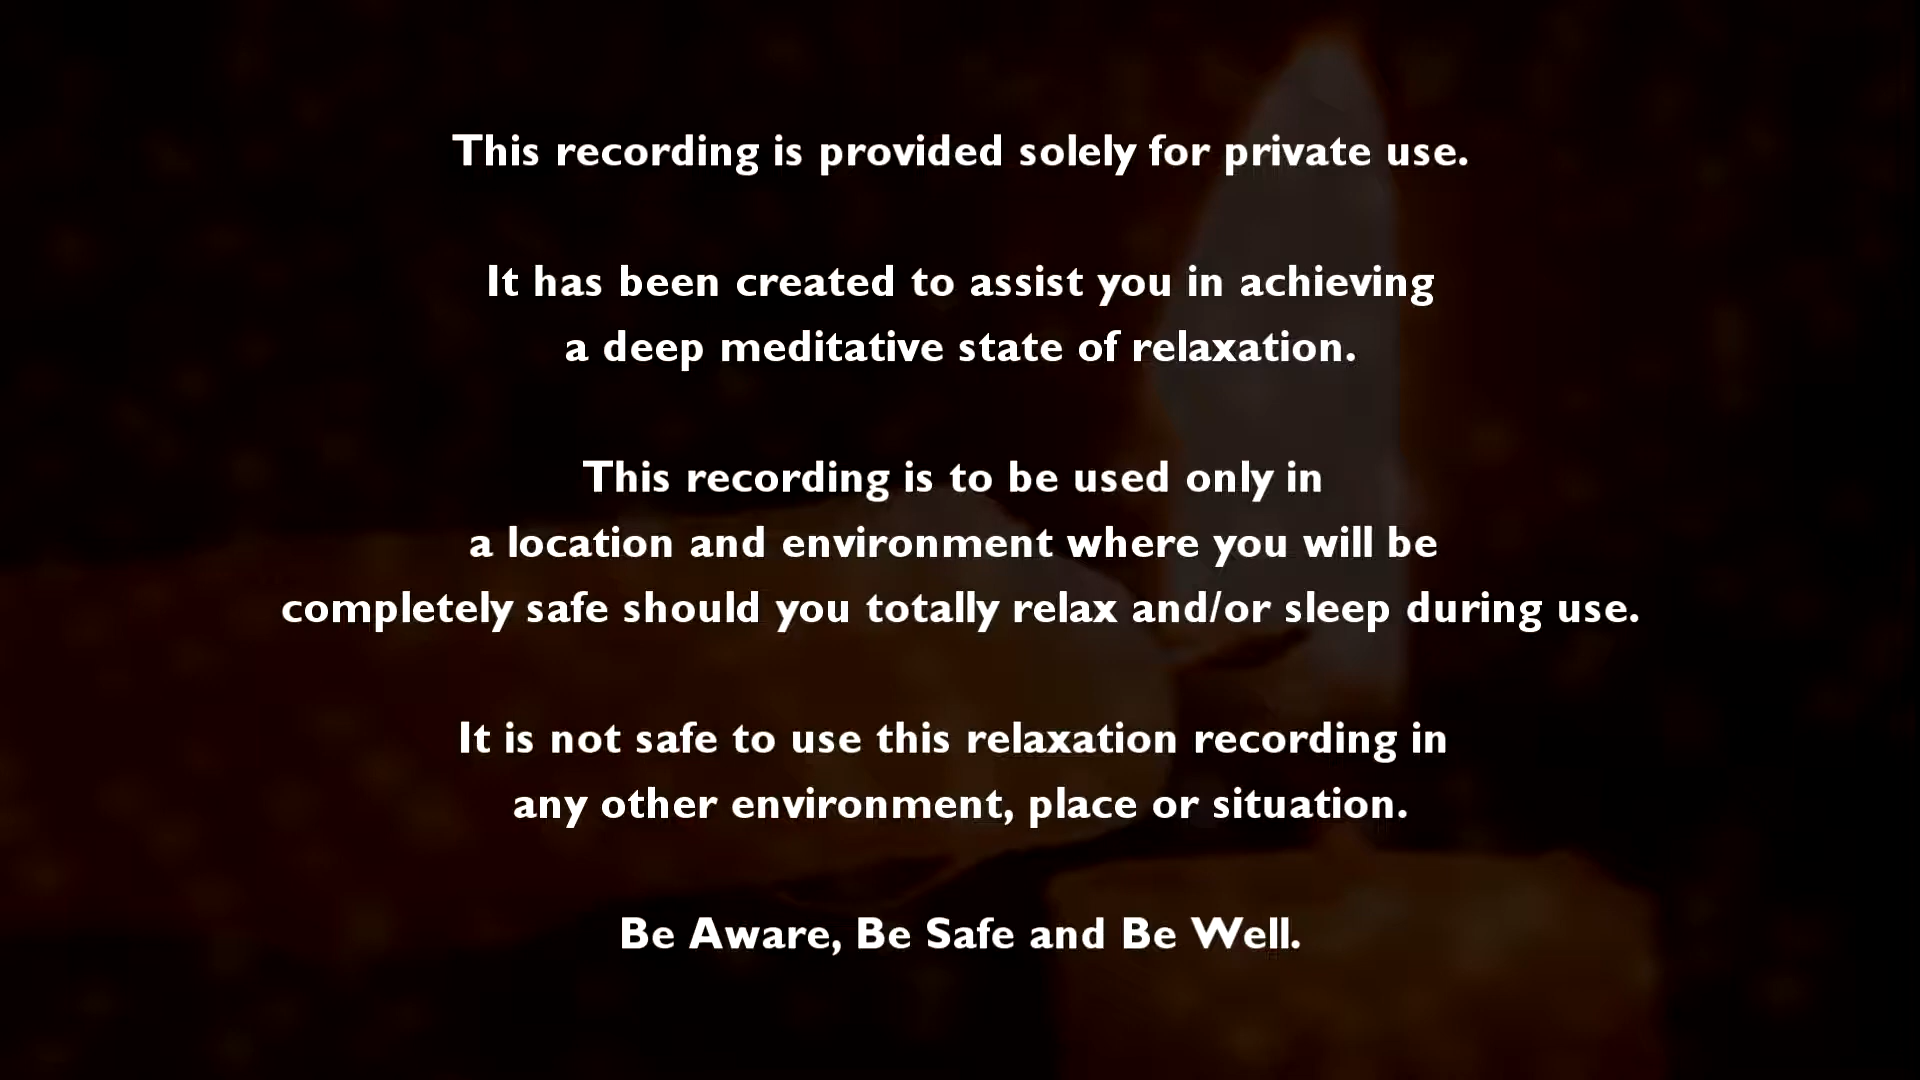 This recording is provided solely for private use.
It has been created to assist you in achieving
a deep meditative state of relaxation.
This recording is to be used only in
a location and environment where you will be
completely safe should you totally relax and/or sleep during use.
It is not safe to use this relaxation recording in
any other environment, place or situation.
Be Aware, Be Safe and Be Well.